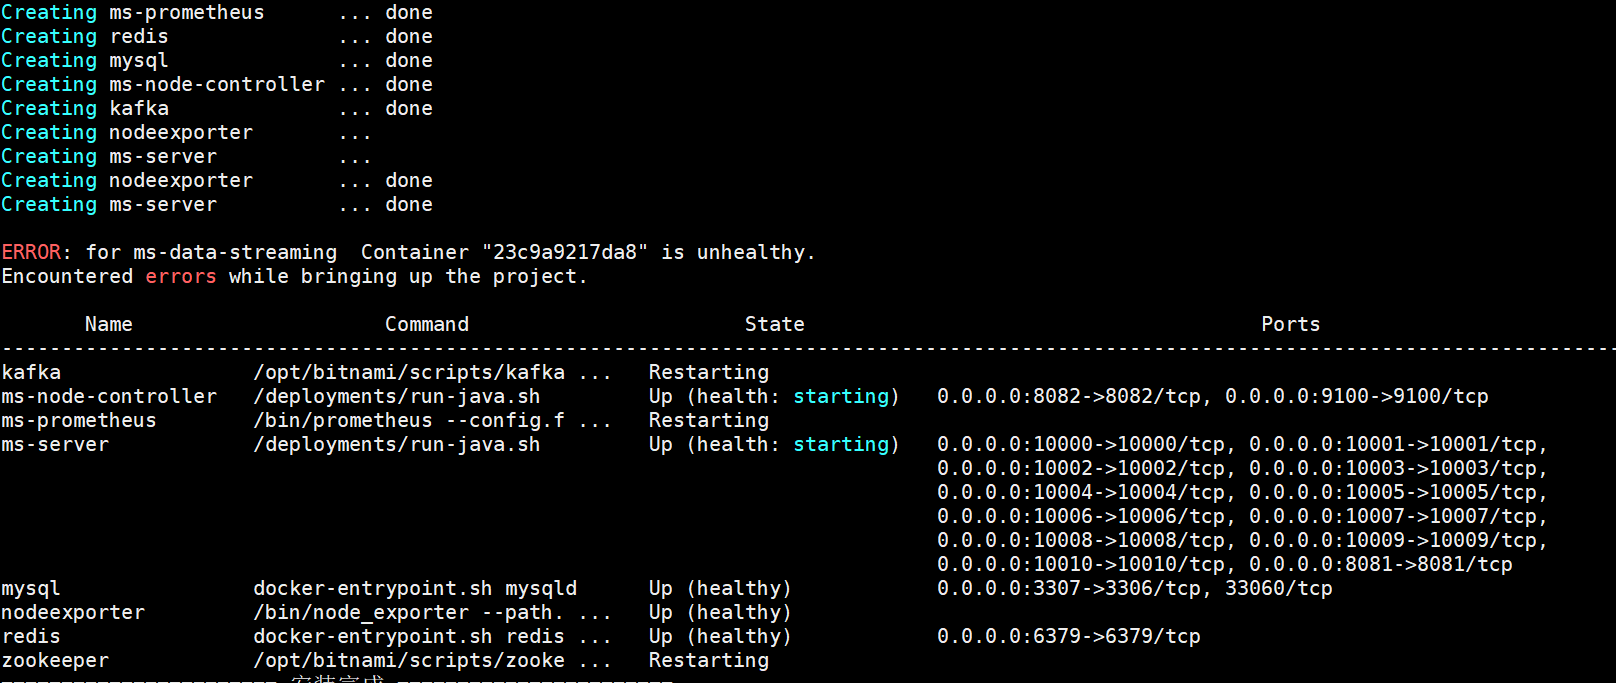 Creating ms-prometheus      ... done
Creating redis              ... done
Creating mysql              ... done
Creating ms-node-controller ... done
Creating kafka              ... done
Creating nodeexporter       ...
Creating ms-server          ...
Creating nodeexporter       ... done
Creating ms-server          ... done
ERROR: for ms-data-streaming  Container "23c9a9217da8" is unhealthy.
Encountered errors while bringing up the project.
Name Command State Ports
kafka /opt/bitnami/scripts/kafka ... Restarting
ms-node-controller /deployments/run-java.sh Up (health: starting) 0.0.0.0:8082->8082/tcp, 0.0.0.0:9100->9100/tcp
ms-prometheus /bin/prometheus --config.f ... Restarting
ms-server /deployments/run-java.sh Up (health: starting) 0.0.0.0:10000->10000/tcp, 0.0.0.0:10001->10001/tcp,
0.0.0.0:10002->10002/tcp, 0.0.0.0:10003->10003/tcp,
0.0.0.0:10004->10004/tcp, 0.0.0.0:10005->10005/tcp,
0.0.0.0:10006->10006/tcp, 0.0.0.0:10007->10007/tcp,
0.0.0.0:10008->10008/tcp, 0.0.0.0:10009->10009/tcp,
0.0.0.0:10010->10010/tcp, 0.0.0.0:8081->8081/tcp
mysql docker-entrypoint.sh mysqld Up (healthy) 0.0.0.0:3307->3306/tcp, 33060/tcp
nodeexporter /bin/node_exporter --path. ... Up (healthy)
redis docker-entrypoint.sh redis ... Up (healthy) 0.0.0.0:6379->6379/tcp
zookeeper /opt/bitnami/scripts/zooke ... Restarting
安装完成